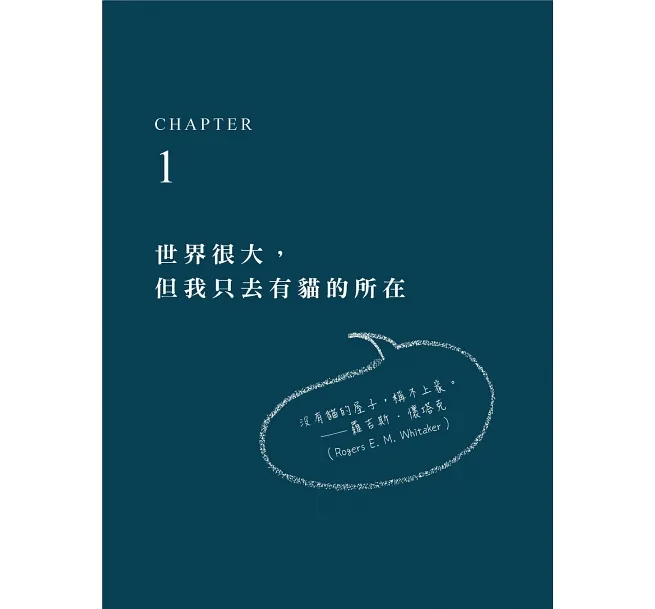 CHAPTER
1
世界很大，
但我只去有貓的所在
沒有貓的屋子，稱不上家。
——羅吉斯．懷塔克
(Rogers E. M. Whitaker)